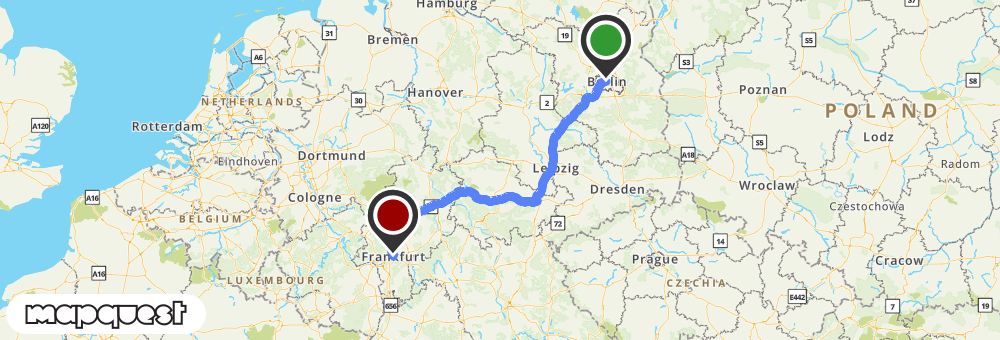 Hamburg
31
19
Bremen
A6
S5
S7
S3
Berlin
S8
Hanover
Poznan
NETHERLANDS
30
2
POLAND
A120
Rotterdam
Lodz
S5
Dortmund
A18
Eindhoven
Leipzig
Radom
Dresden
Wroclaw
A16
Cologne
Czestochowa
BELGIUM
72
14
Frankfurt
Prague
Cracow
A16
LUXEMBOURG
CZECHIA
E442
656
7
19
mapquest